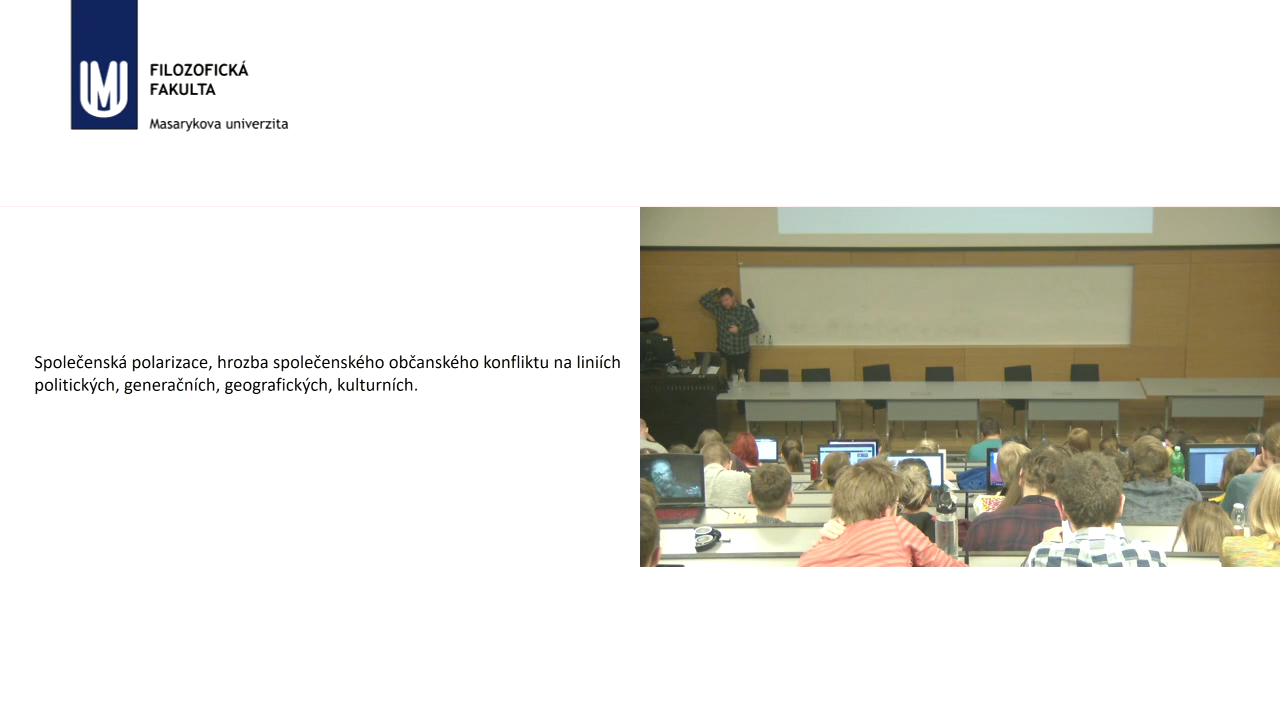 FILOZOFICKÁ
FAKULTA
Masarykova univerzita
Společenská polarizace, hrozba společenského občanského konfliktu na liniích
politických, generačních, geografických, kulturních.